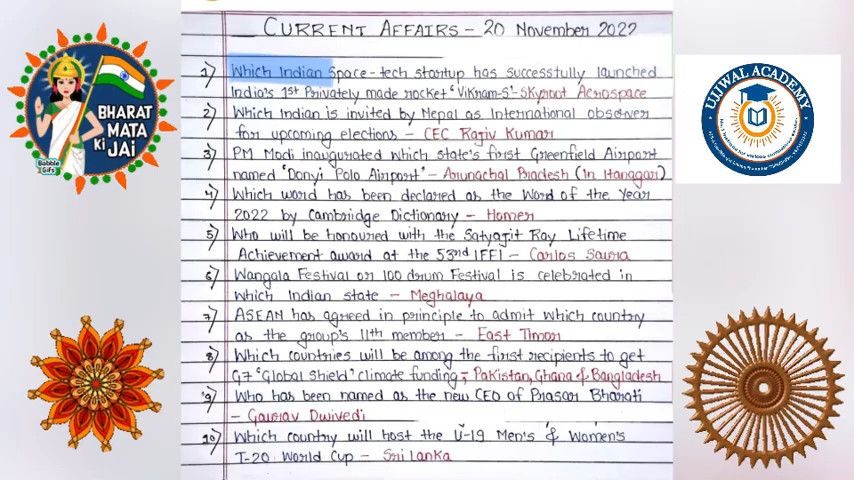 CURRENT AFFAIRS - 20 November 2022
1) Which Indian Space-tech startup has successfully launched
India's 1st Privately made rocket "Vikram-S" - Skyroot Aerospace
2) Which Indian is invited by Nepal as International observer
for upcoming elections - CEC Rajiv Kumar
3) PM Modi inaugurated which state's first Greenfield Airport
named "Donyi Polo Airport" - Arunachal Pradesh (in Itanagar)
4) Which word has been declared as the Word of the Year
2022 by Cambridge Dictionary - Homer
5) Who will be honoured with the Satyajit Ray Lifetime
Achievement award at the 53rd IFFI - Carlos Saura
6) Wangala Festival or 100 drum Festival is celebrated in
which Indian state - Meghalaya
7) ASEAN has agreed in principle to admit which country
as the group's 11th member - East Timor
8) Which countries will be among the first recipients to get
G7 'Global Shield' climate funding - Pakistan, Ghana & Bangladesh
9) Who has been named as the new CEO of Prasar Bharati
- Gaurav Dwivedi
10) Which country will host the U-19 Men's & Women's
T-20 World Cup - Sri Lanka
BHARAT
MATA
KI
JAI
Babble
Gifs
UJJWAL ACADEMY